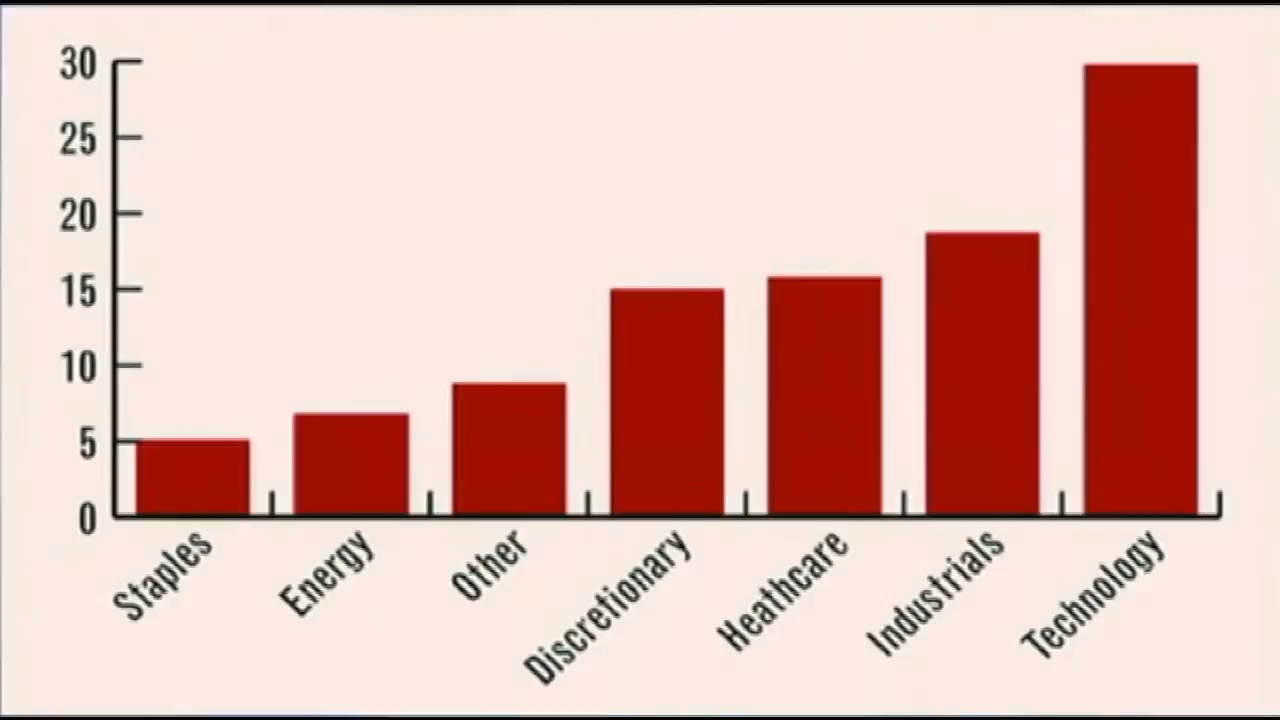 30
25
20
15
10
5
0
Staples
Energy
Other
Discretionary
Heathcare
Industrials
Technology